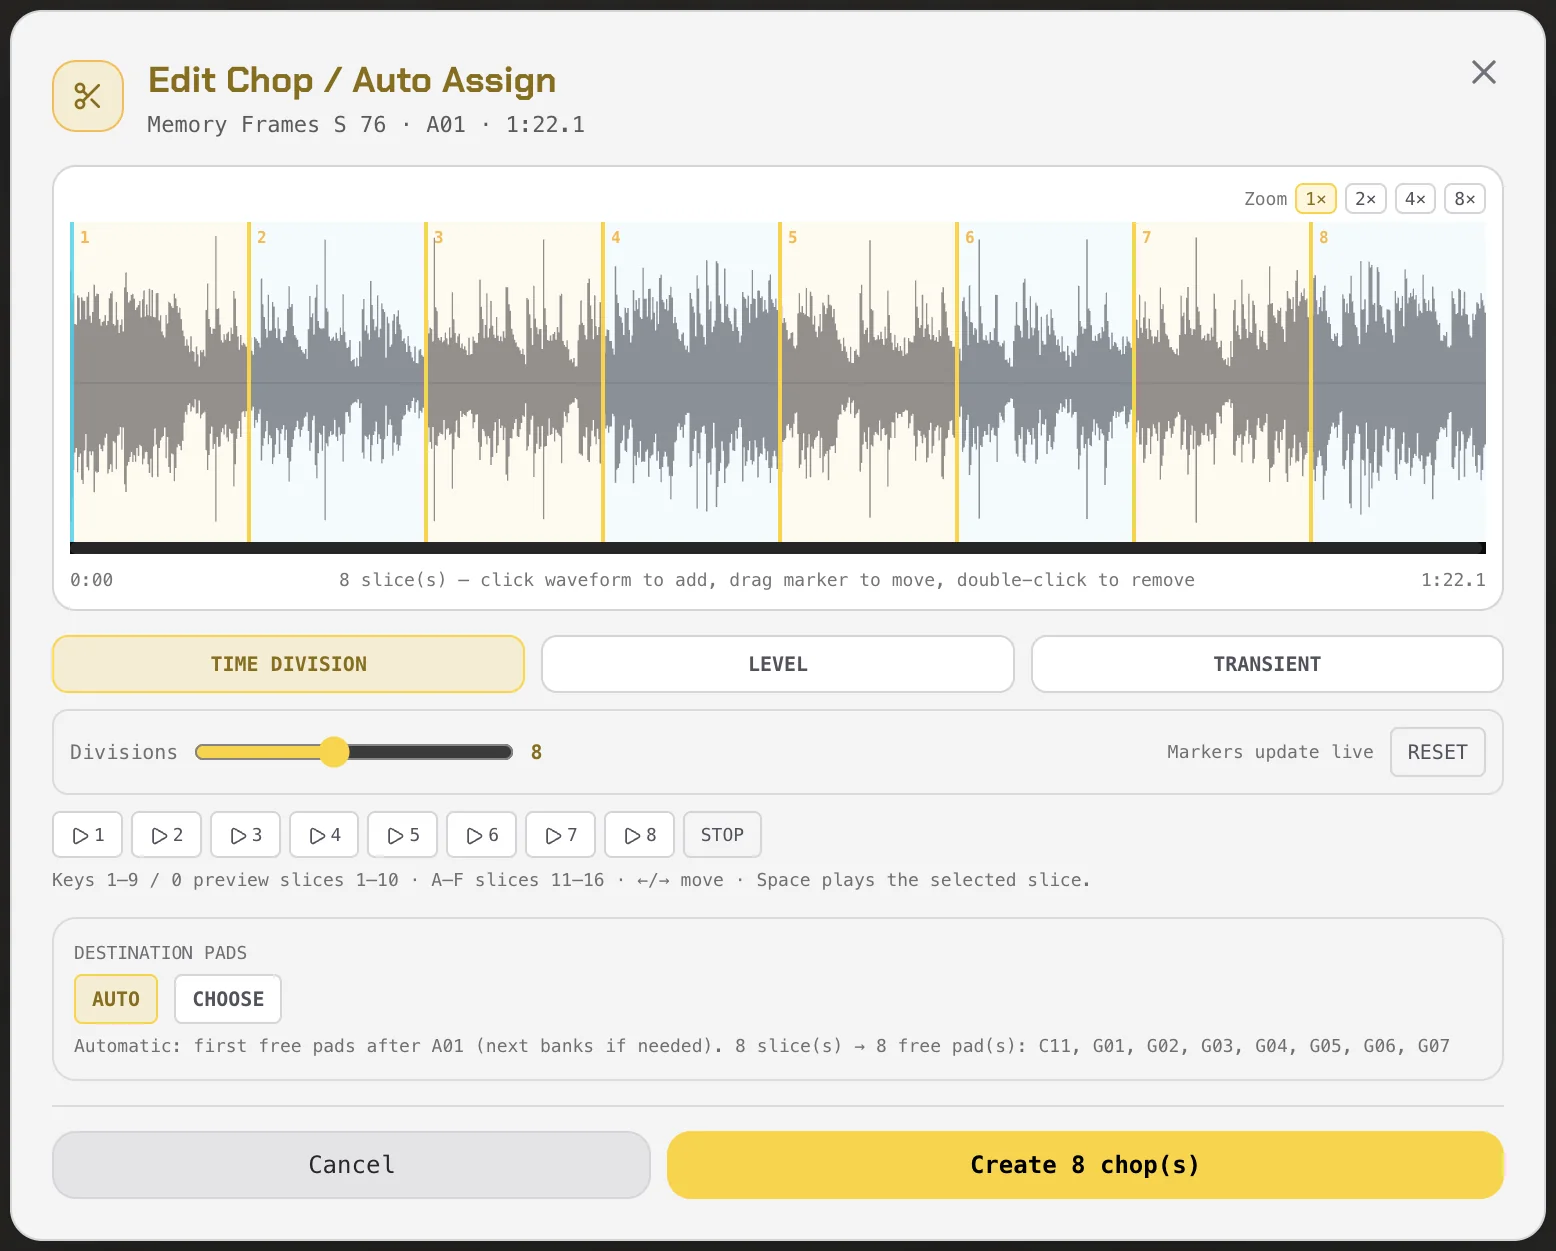 Edit Chop / Auto Assign
Memory Frames S 76 · A01 · 1:22.1
Zoom 1× 2× 4× 8×
1 2 3 4 5 6 7 8
0:00 8 slice(s) — click waveform to add, drag marker to move, double-click to remove 1:22.1
TIME DIVISION LEVEL TRANSIENT
Divisions 8 Markers update live RESET
1 2 3 4 5 6 7 8 STOP
Keys 1–9 / 0 preview slices 1–10 · A–F slices 11–16 · ←/→ move · Space plays the selected slice.
DESTINATION PADS
AUTO CHOOSE
Automatic: first free pads after A01 (next banks if needed). 8 slice(s) → 8 free pad(s): C11, G01, G02, G03, G04, G05, G06, G07
Cancel Create 8 chop(s)